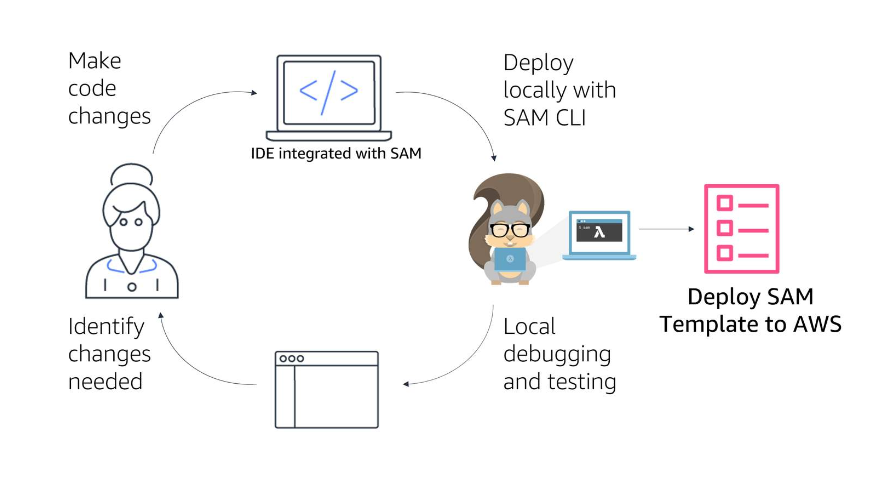 Make
code
changes
</>
IDE integrated with SAM
Deploy
locally with
SAM CLI
$ sam
λ
Deploy SAM
Template to AWS
Identify
changes
needed
Local
debugging
and testing